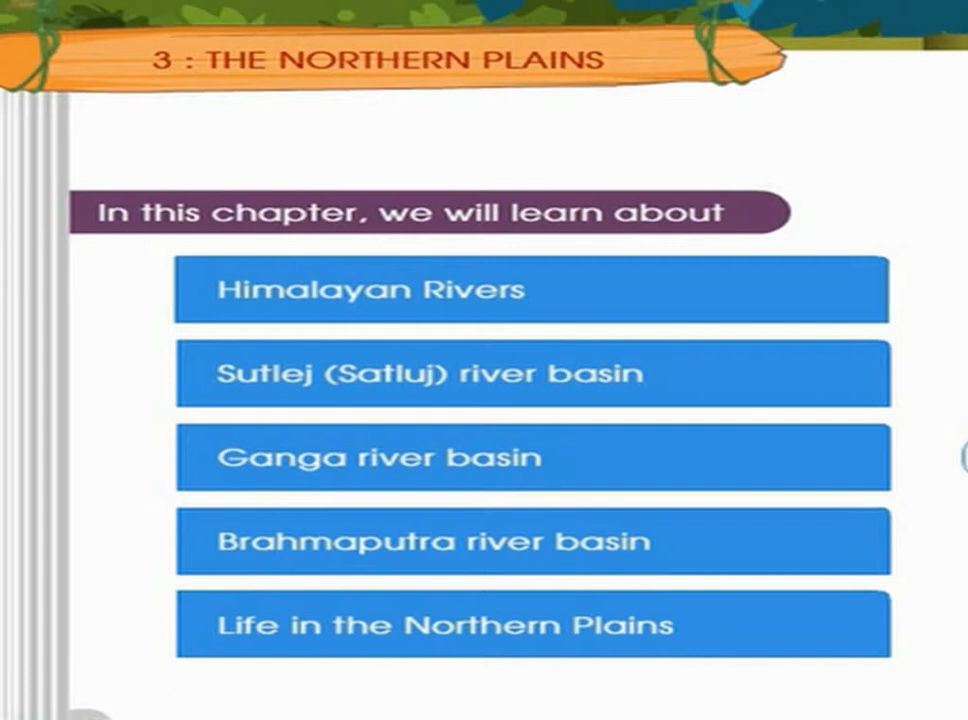 3 : THE NORTHERN PLAINS
In this chapter, we will learn about
Himalayan Rivers
Sutlej (Satluj) river basin
Ganga river basin
Brahmaputra river basin
Life in the Northern Plains